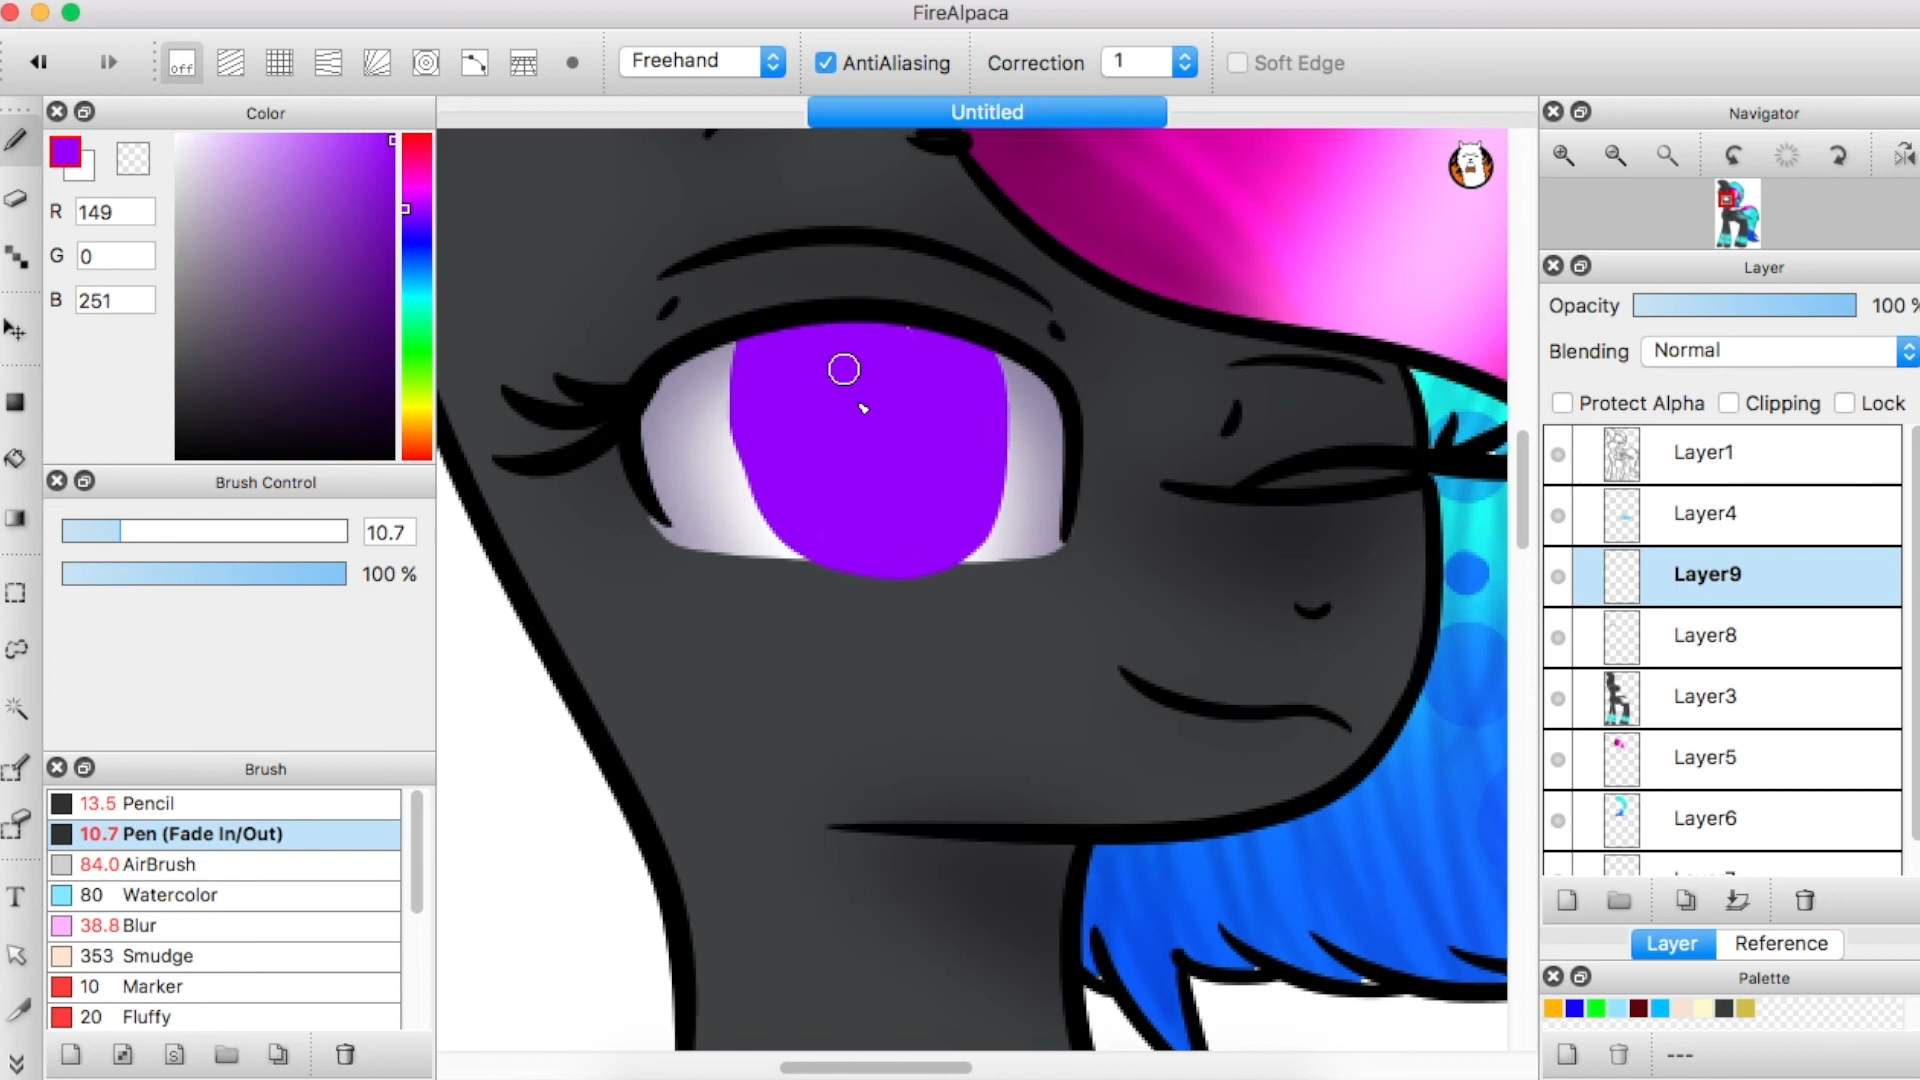 FireAlpaca
off
Freehand
AntiAliasing
Correction
1
Soft Edge
Color
Untitled
Navigator
R 149
G 0
B 251
Layer
Opacity 100 %
Blending Normal
Protect Alpha
Clipping
Lock
Brush Control
10.7
100 %
Layer1
Layer4
Layer9
Layer8
Layer3
Layer5
Layer6
Brush
13.5 Pencil
10.7 Pen (Fade In/Out)
84.0 AirBrush
80 Watercolor
38.8 Blur
353 Smudge
10 Marker
20 Fluffy
T
S
Layer
Reference
Palette
---